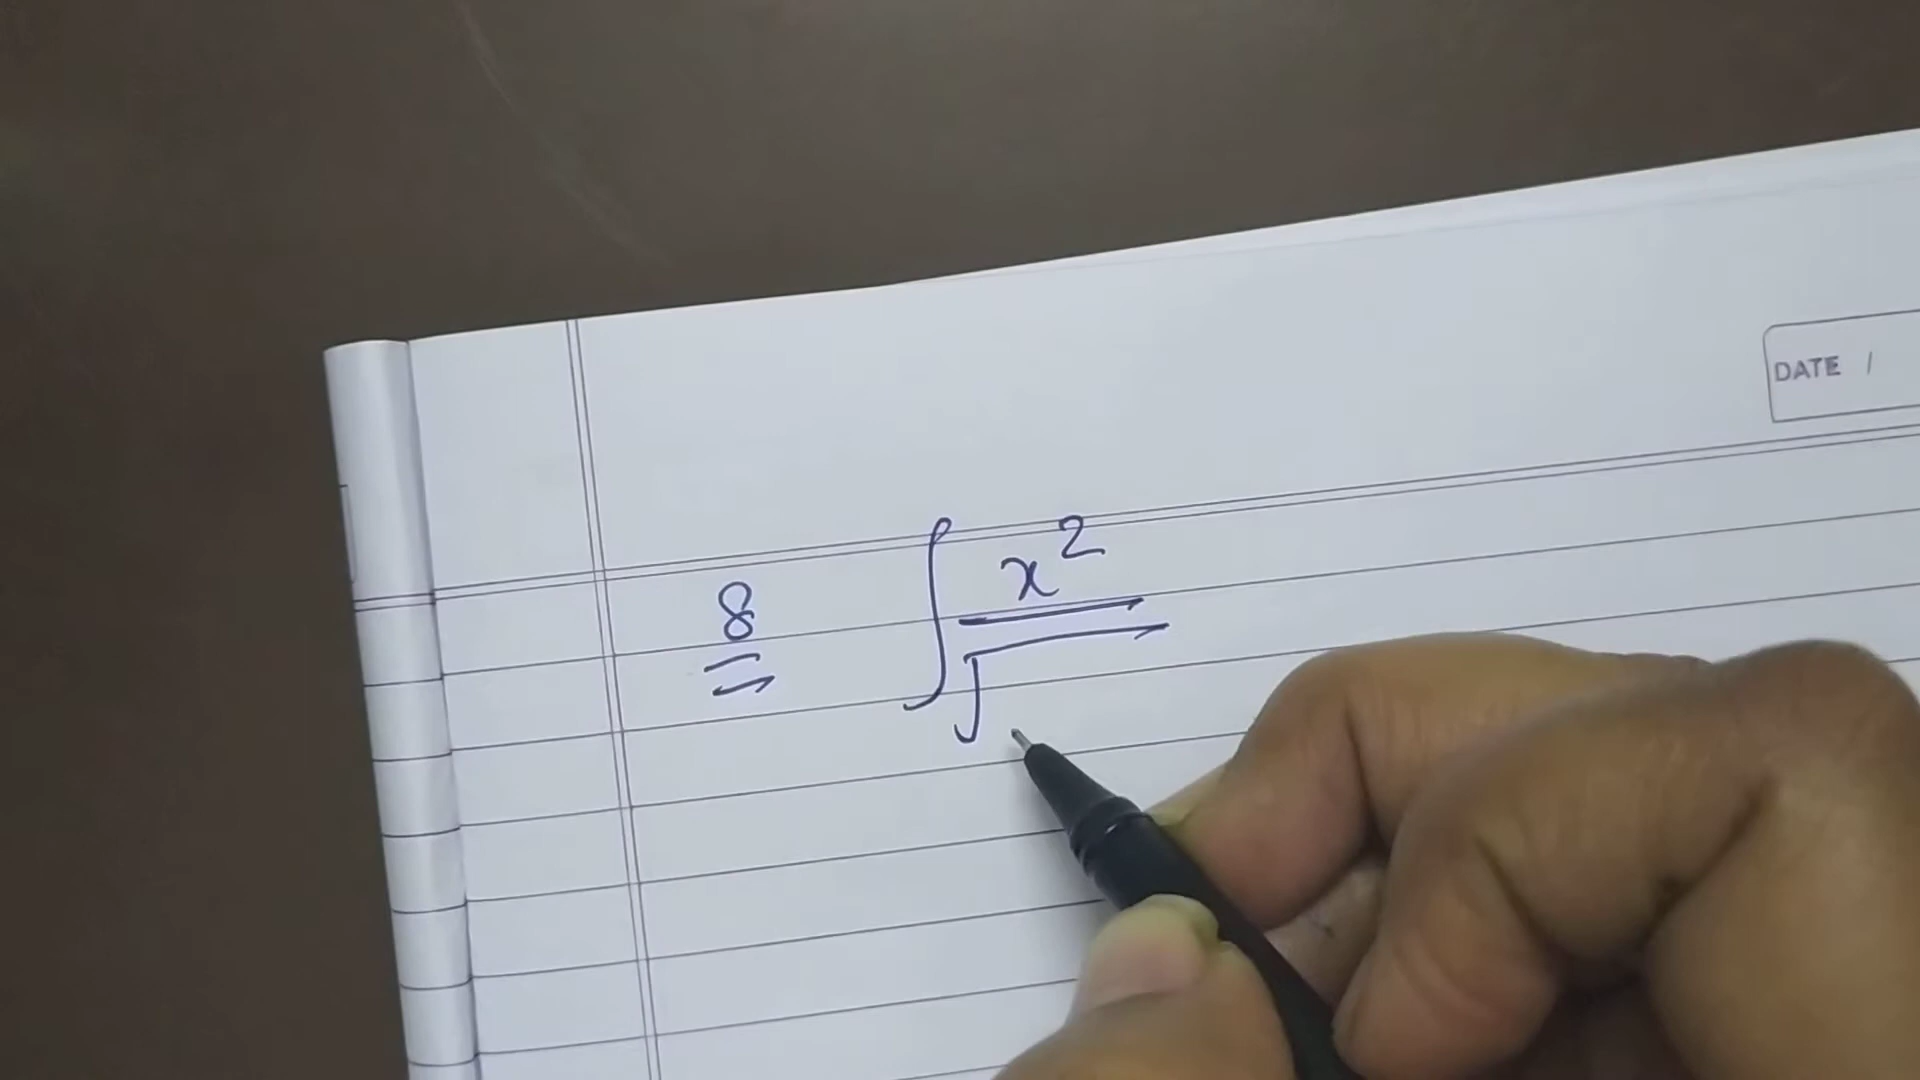 DATE /
8 ∫ x² / √